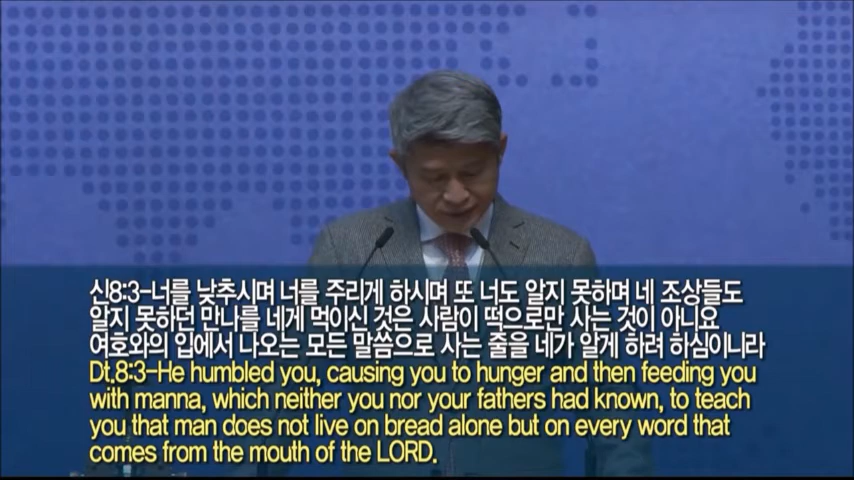 신8:3-너를 낮추시며 너를 주리게 하시며 또 너도 알지 못하며 네 조상들도
알지 못하던 만나를 네게 먹이신 것은 사람이 떡으로만 사는 것이 아니요
여호와의 입에서 나오는 모든 말씀으로 사는 줄을 네가 알게 하려 하심이니라
Dt.8:3-He humbled you, causing you to hunger and then feeding you
with manna, which neither you nor your fathers had known, to teach
you that man does not live on bread alone but on every word that
comes from the mouth of the LORD.